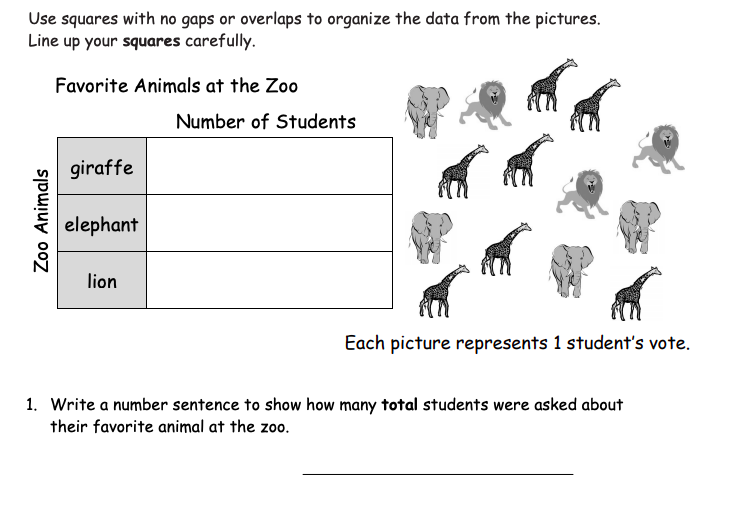 Use squares with no gaps or overlaps to organize the data from the pictures.
Line up your squares carefully.
Favorite Animals at the Zoo
Number of Students
Zoo Animals
giraffe
elephant
lion
Each picture represents 1 student's vote.
1. Write a number sentence to show how many total students were asked about
their favorite animal at the zoo.